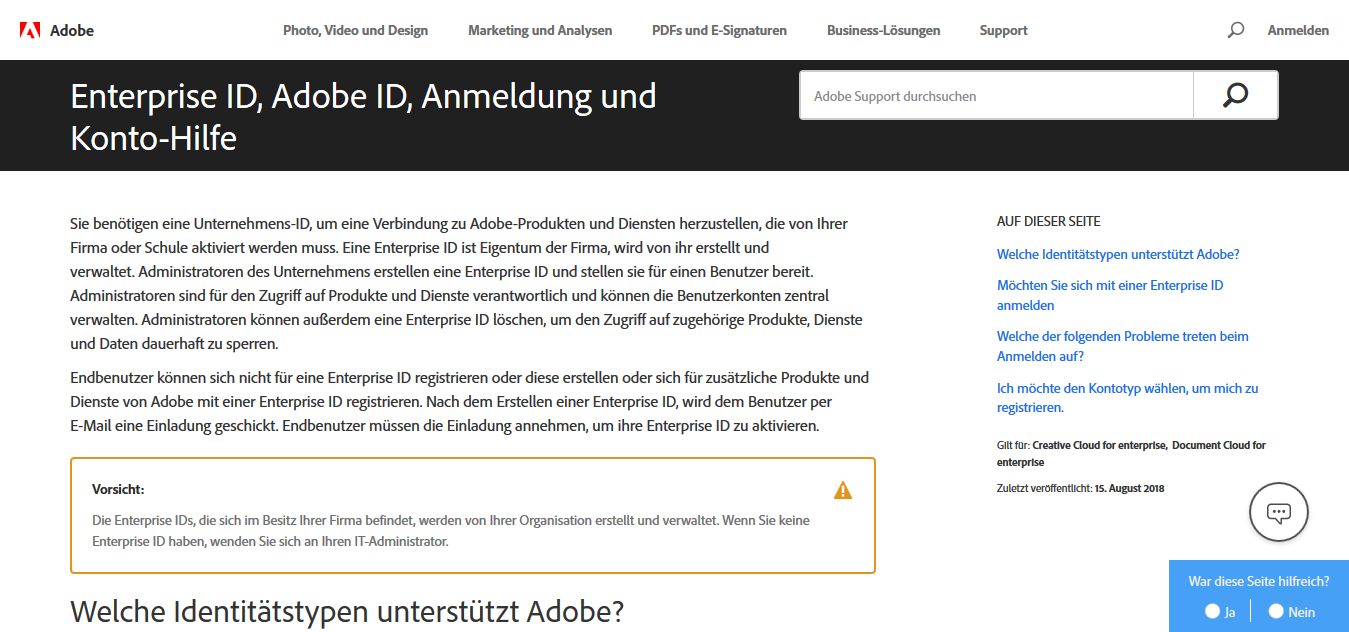 Adobe
Photo, Video und Design
Marketing und Analysen
PDFs und E-Signaturen
Business-Lösungen
Support
Anmelden
Enterprise ID, Adobe ID, Anmeldung und
Konto-Hilfe
Adobe Support durchsuchen
Sie benötigen eine Unternehmens-ID, um eine Verbindung zu Adobe-Produkten und Diensten herzustellen, die von Ihrer
Firma oder Schule aktiviert werden muss. Eine Enterprise ID ist Eigentum der Firma, wird von ihr erstellt und
verwaltet. Administratoren des Unternehmens erstellen eine Enterprise ID und stellen sie für einen Benutzer bereit.
Administratoren sind für den Zugriff auf Produkte und Dienste verantwortlich und können die Benutzerkonten zentral
verwalten. Administratoren können außerdem eine Enterprise ID löschen, um den Zugriff auf zugehörige Produkte, Dienste
und Daten dauerhaft zu sperren.
Endbenutzer können sich nicht für eine Enterprise ID registrieren oder diese erstellen oder sich für zusätzliche Produkte und
Dienste von Adobe mit einer Enterprise ID registrieren. Nach dem Erstellen einer Enterprise ID, wird dem Benutzer per
E-Mail eine Einladung geschickt. Endbenutzer müssen die Einladung annehmen, um ihre Enterprise ID zu aktivieren.
Vorsicht:
Die Enterprise IDs, die sich im Besitz Ihrer Firma befindet, werden von Ihrer Organisation erstellt und verwaltet. Wenn Sie keine
Enterprise ID haben, wenden Sie sich an Ihren IT-Administrator.
Welche Identitätstypen unterstützt Adobe?
AUF DIESER SEITE
Welche Identitätstypen unterstützt Adobe?
Möchten Sie sich mit einer Enterprise ID
anmelden
Welche der folgenden Probleme treten beim
Anmelden auf?
Ich möchte den Kontotyp wählen, um mich zu
registrieren.
Gilt für: Creative Cloud for enterprise, Document Cloud for
enterprise
Zuletzt veröffentlicht: 15. August 2018
War diese Seite hilfreich?
Ja
Nein